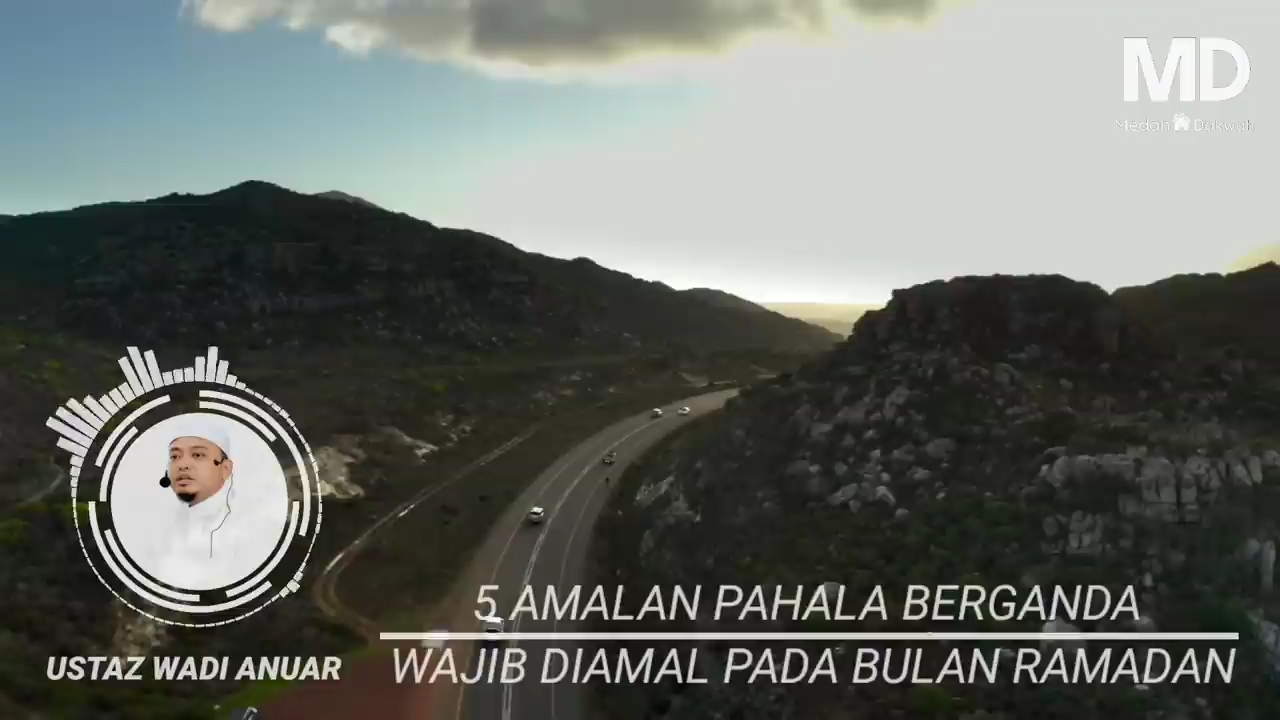 MD
Medan Dakwah
5 AMALAN PAHALA BERGANDA
WAJIB DIAMAL PADA BULAN RAMADAN
USTAZ WADI ANUAR